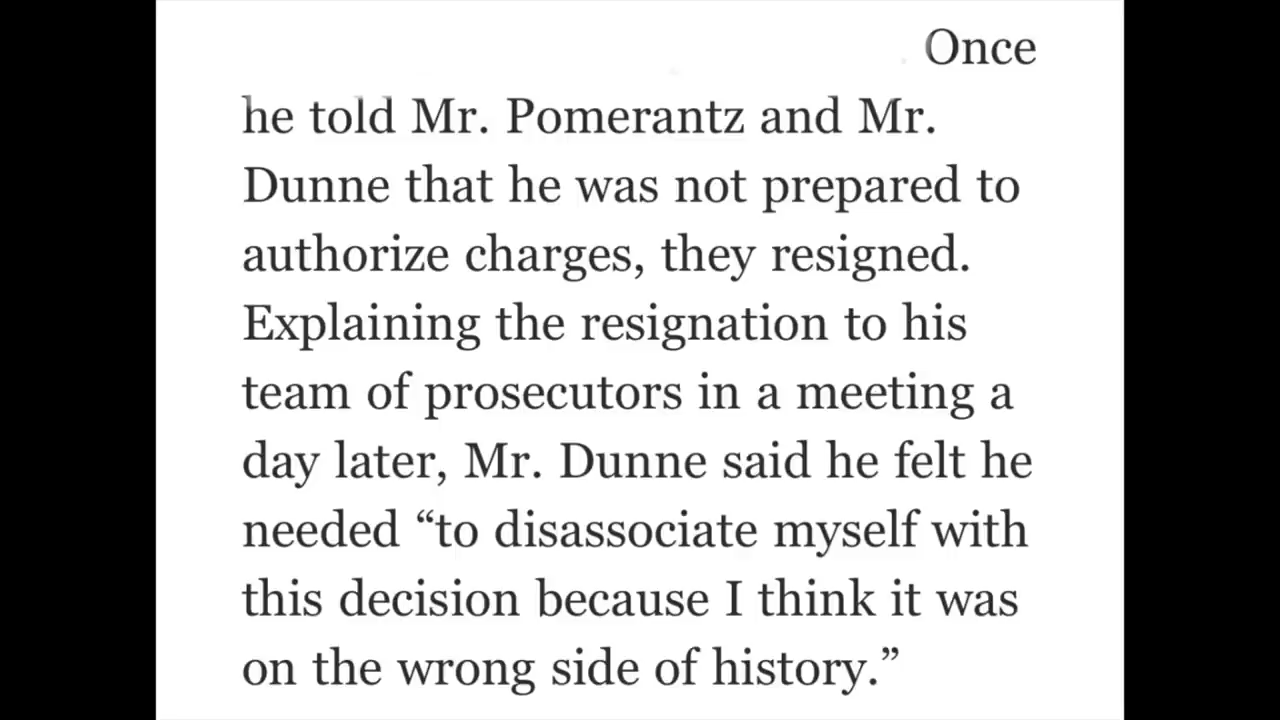 Once
he told Mr. Pomerantz and Mr.
Dunne that he was not prepared to
authorize charges, they resigned.
Explaining the resignation to his
team of prosecutors in a meeting a
day later, Mr. Dunne said he felt he
needed “to disassociate myself with
this decision because I think it was
on the wrong side of history.”